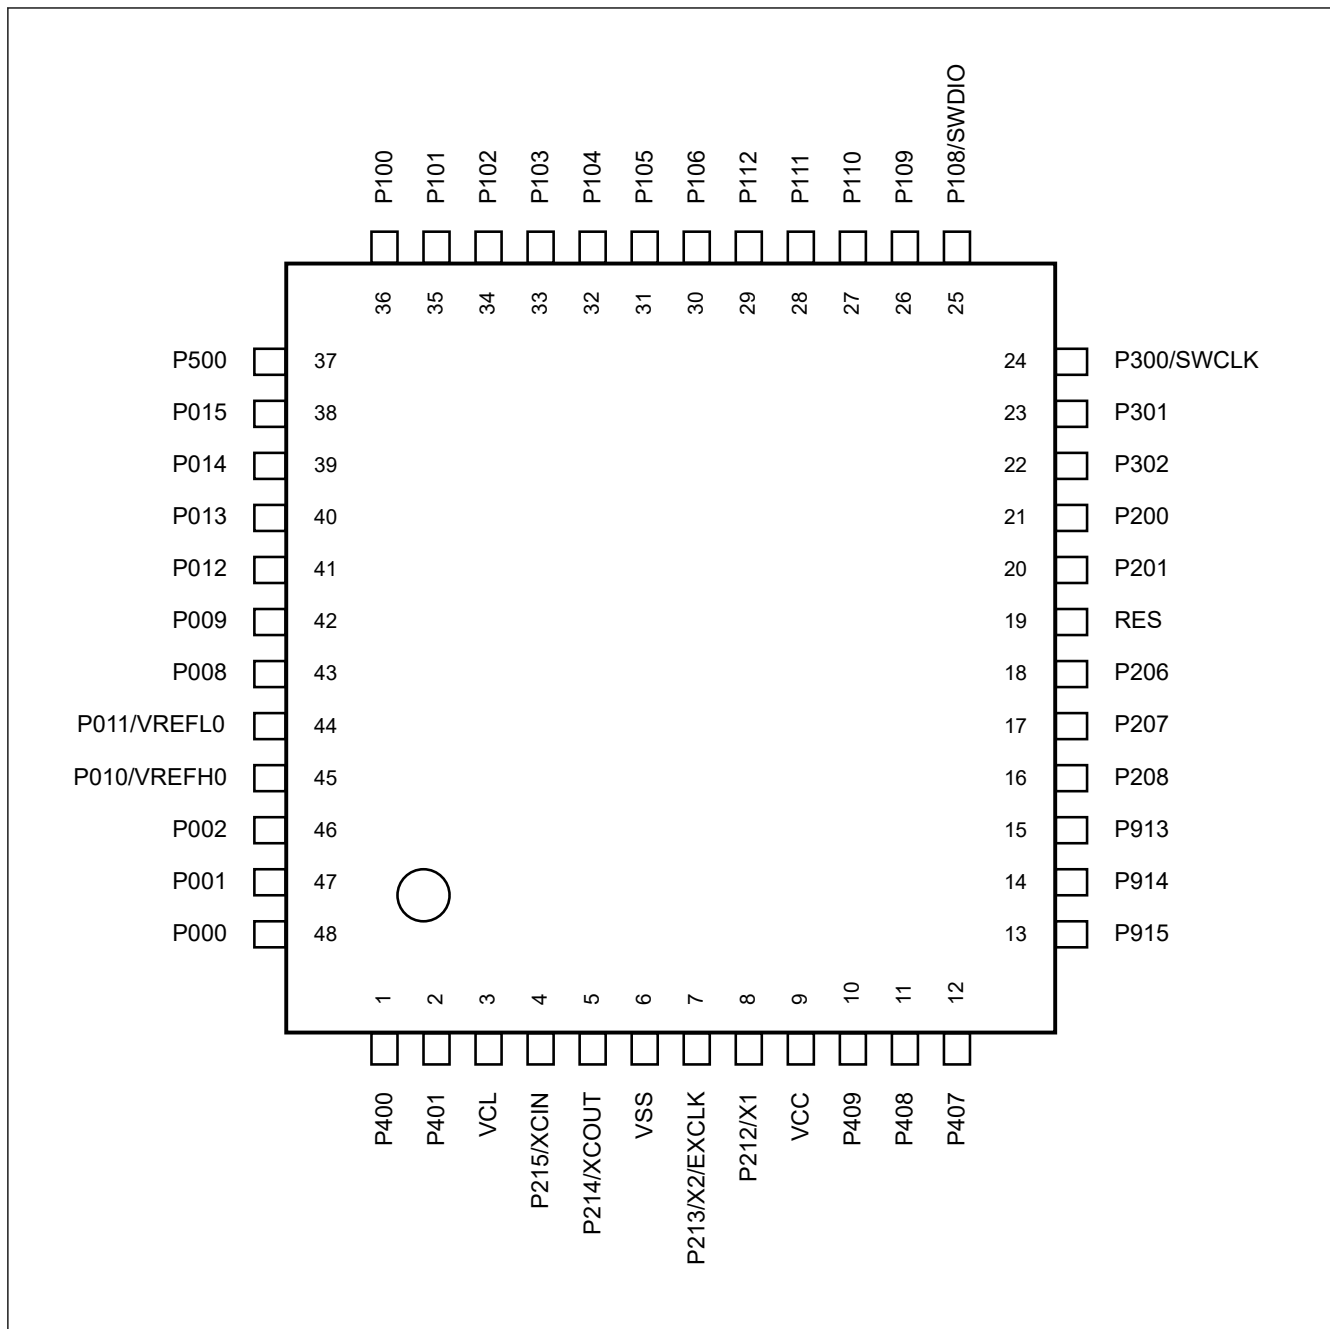 P100
P101
P102
P103
P104
P105
P106
P112
P111
P110
P109
P108/SWDIO
36
35
34
33
32
31
30
29
28
27
26
25
P500 37 24 P300/SWCLK
P015 38 23 P301
P014 39 22 P302
P013 40 21 P200
P012 41 20 P201
P009 42 19 RES
P008 43 18 P206
P011/VREFL0 44 17 P207
P010/VREFH0 45 16 P208
P002 46 15 P913
P001 47 14 P914
P000 48 13 P915
1
2
3
4
5
6
7
8
9
10
11
12
P400
P401
VCL
P215/XCIN
P214/XCOUT
VSS
P213/X2/EXCLK
P212/X1
VCC
P409
P408
P407